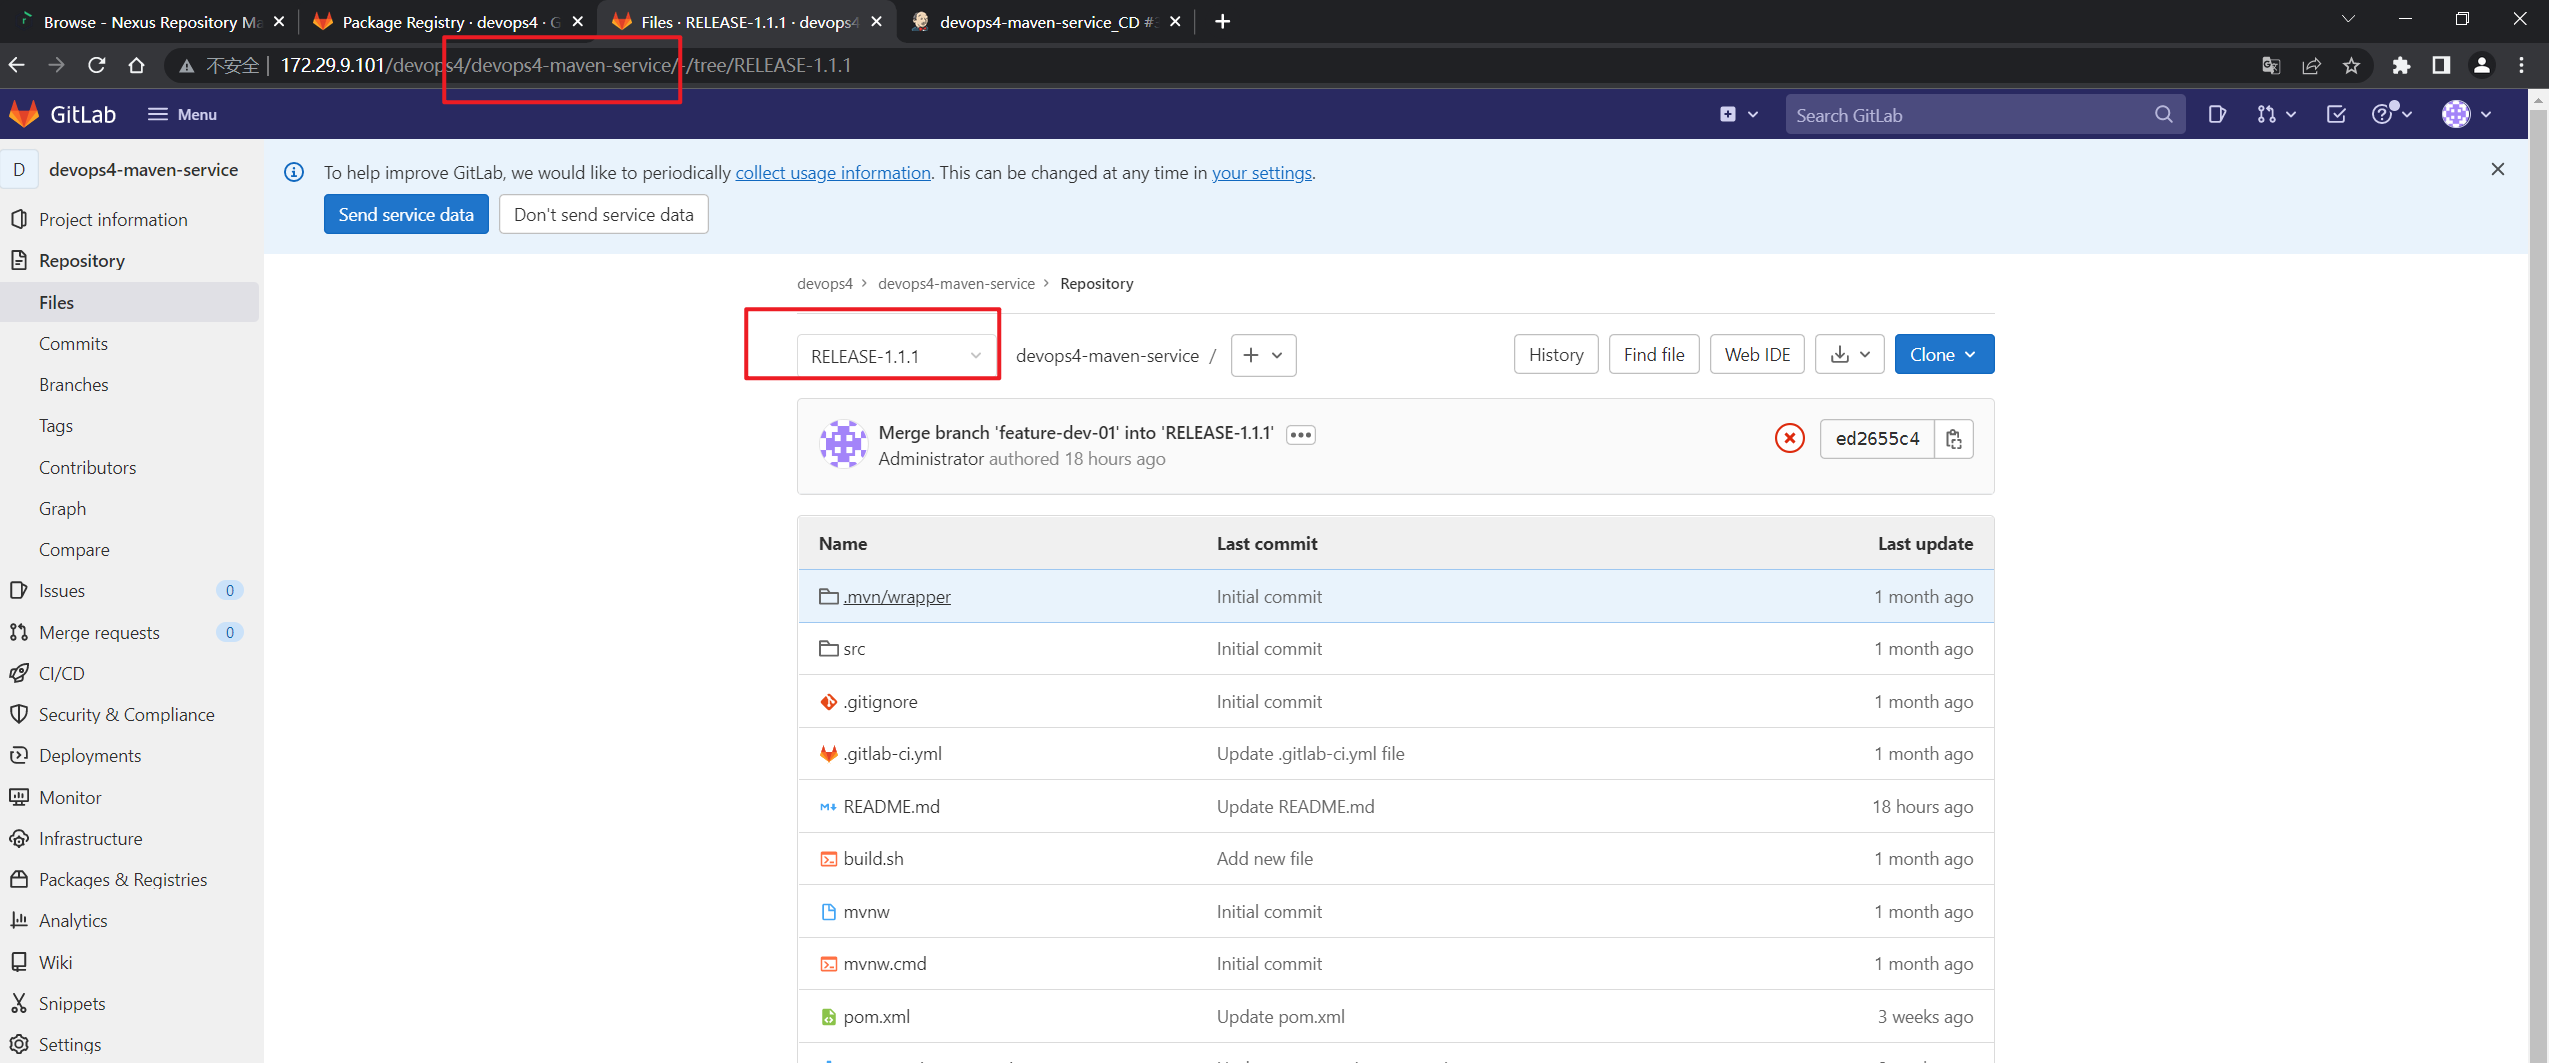 Browse - Nexus Repository Ma
Package Registry · devops4 · G
Files · RELEASE-1.1.1 · devops4
devops4-maven-service_CD #
不安全 172.29.9.101/devops4/devops4-maven-service/-/tree/RELEASE-1.1.1
GitLab
Menu
Search GitLab
D devops4-maven-service
Project information
Repository
Files
Commits
Branches
Tags
Contributors
Graph
Compare
Issues 0
Merge requests 0
CI/CD
Security & Compliance
Deployments
Monitor
Infrastructure
Packages & Registries
Analytics
Wiki
Snippets
Settings
To help improve GitLab, we would like to periodically collect usage information. This can be changed at any time in your settings.
Send service data Don't send service data
devops4 > devops4-maven-service > Repository
RELEASE-1.1.1 devops4-maven-service / + History Find file Web IDE Clone
Merge branch 'feature-dev-01' into 'RELEASE-1.1.1'
Administrator authored 18 hours ago
ed2655c4
Name Last commit Last update
.mvn/wrapper Initial commit 1 month ago
src Initial commit 1 month ago
.gitignore Initial commit 1 month ago
.gitlab-ci.yml Update .gitlab-ci.yml file 1 month ago
README.md Update README.md 18 hours ago
build.sh Add new file 1 month ago
mvnw Initial commit 1 month ago
mvnw.cmd Initial commit 1 month ago
pom.xml Update pom.xml 3 weeks ago